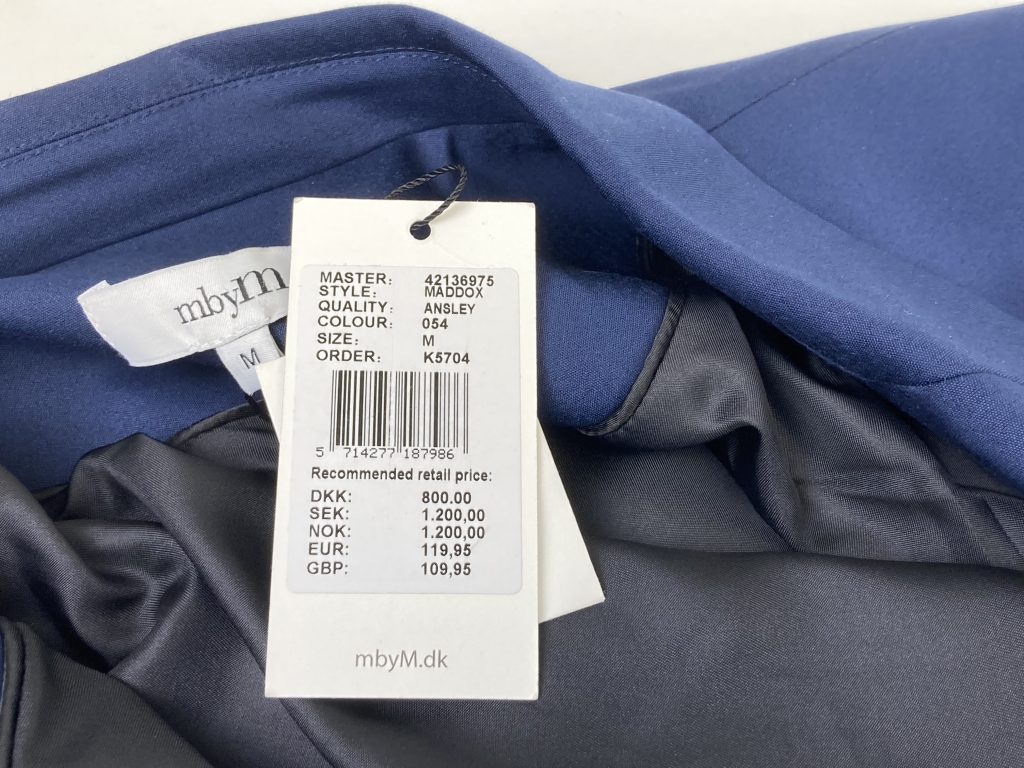 mbyM
M
MASTER: 42136975
STYLE: MADDOX
QUALITY: ANSLEY
COLOUR: 054
SIZE: M
ORDER: K5704
5 714277 187986
Recommended retail price:
DKK: 800.00
SEK: 1.200,00
NOK: 1.200,00
EUR: 119,95
GBP: 109,95
mbyM.dk